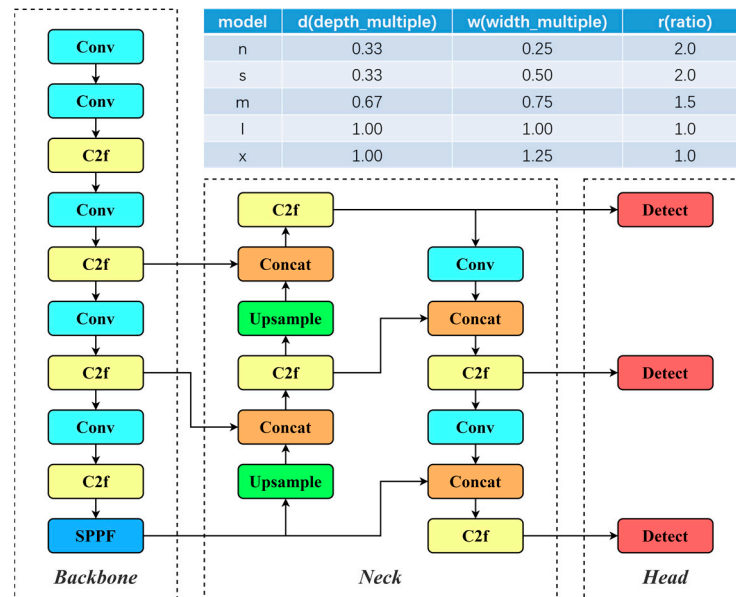 model d(depth_multiple) w(width_multiple) r(ratio)
n 0.33 0.25 2.0
s 0.33 0.50 2.0
m 0.67 0.75 1.5
l 1.00 1.00 1.0
x 1.00 1.25 1.0
Conv
Conv
C2f
Conv
C2f
Conv
C2f
Conv
C2f
SPPF
Backbone
C2f
Concat
Upsample
C2f
Concat
Upsample
Conv
Concat
C2f
Conv
Concat
C2f
Neck
Detect
Detect
Detect
Head